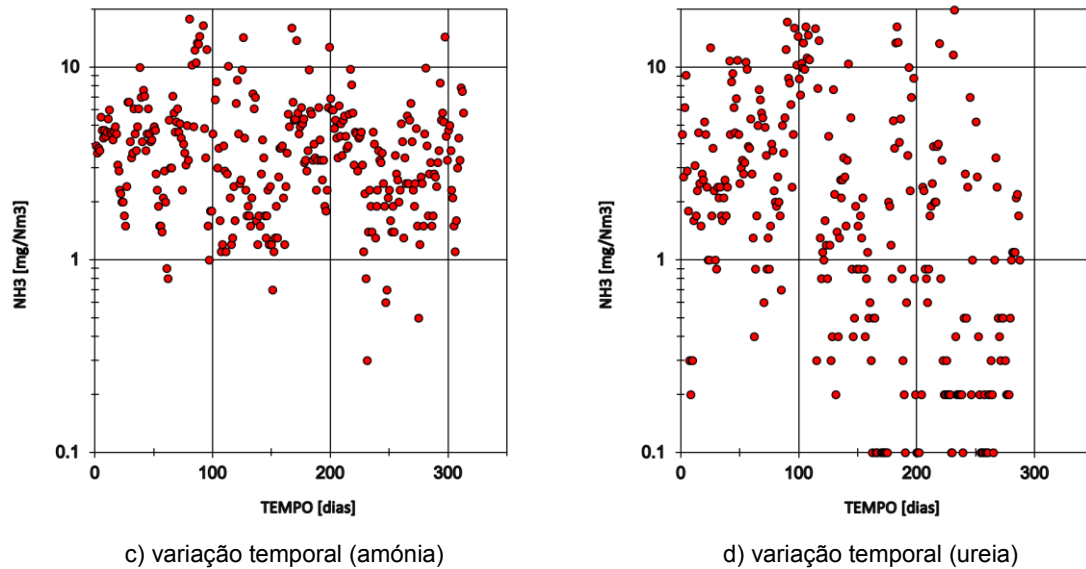 NH3 [mg/Nm3]
10
1
0.1
0
100
200
300
TEMPO [dias]
c) variação temporal (amónia)
NH3 [mg/Nm3]
10
1
0.1
0
100
200
300
TEMPO [dias]
d) variação temporal (ureia)